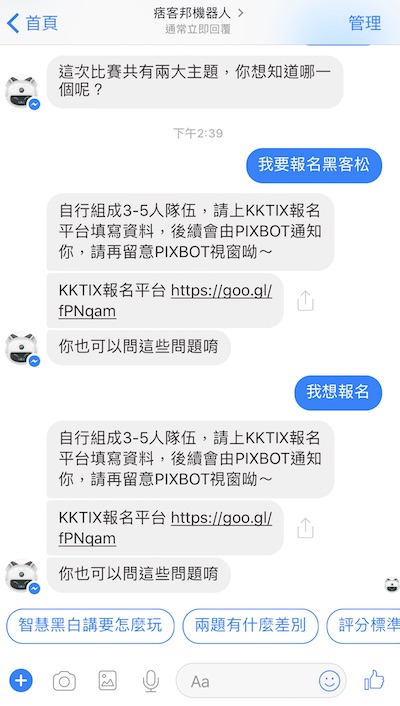 首頁
痞客邦機器人
通常立即回覆
管理
這次比賽共有兩大主題，你想知道哪一
個呢？
下午2:39
我要報名黑客松
自行組成3-5人隊伍，請上KKTIX報名
平台填寫資料，後續會由PIXBOT通知
你，請再留意PIXBOT視窗呦～
KKTIX報名平台 https://goo.gl/
fPNqam
你也可以問這些問題唷
我想報名
自行組成3-5人隊伍，請上KKTIX報名
平台填寫資料，後續會由PIXBOT通知
你，請再留意PIXBOT視窗呦～
KKTIX報名平台 https://goo.gl/
fPNqam
你也可以問這些問題唷
智慧黑白講要怎麼玩
兩題有什麼差別
評分標準
Aa